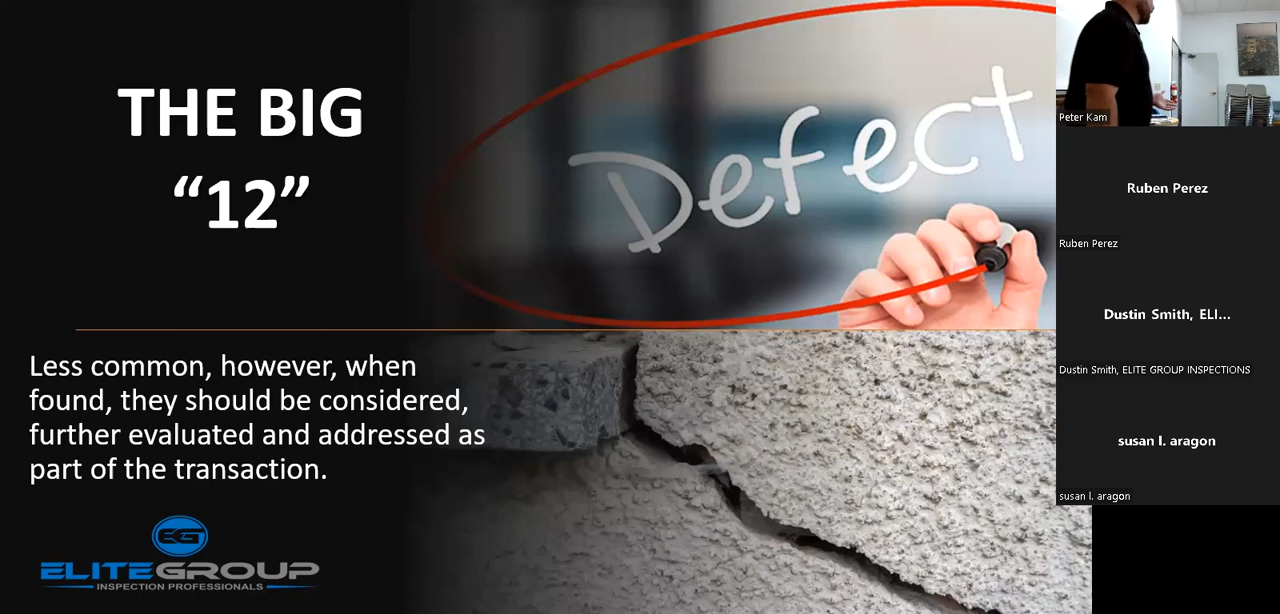 THE BIG
“12”
Defect
Less common, however, when
found, they should be considered,
further evaluated and addressed as
part of the transaction.
EG
ELITEGROUP
INSPECTION PROFESSIONALS
Peter Kam
Ruben Perez
Ruben Perez
Dustin Smith, ELI...
Dustin Smith, ELITE GROUP INSPECTIONS
susan l. aragon
susan l. aragon